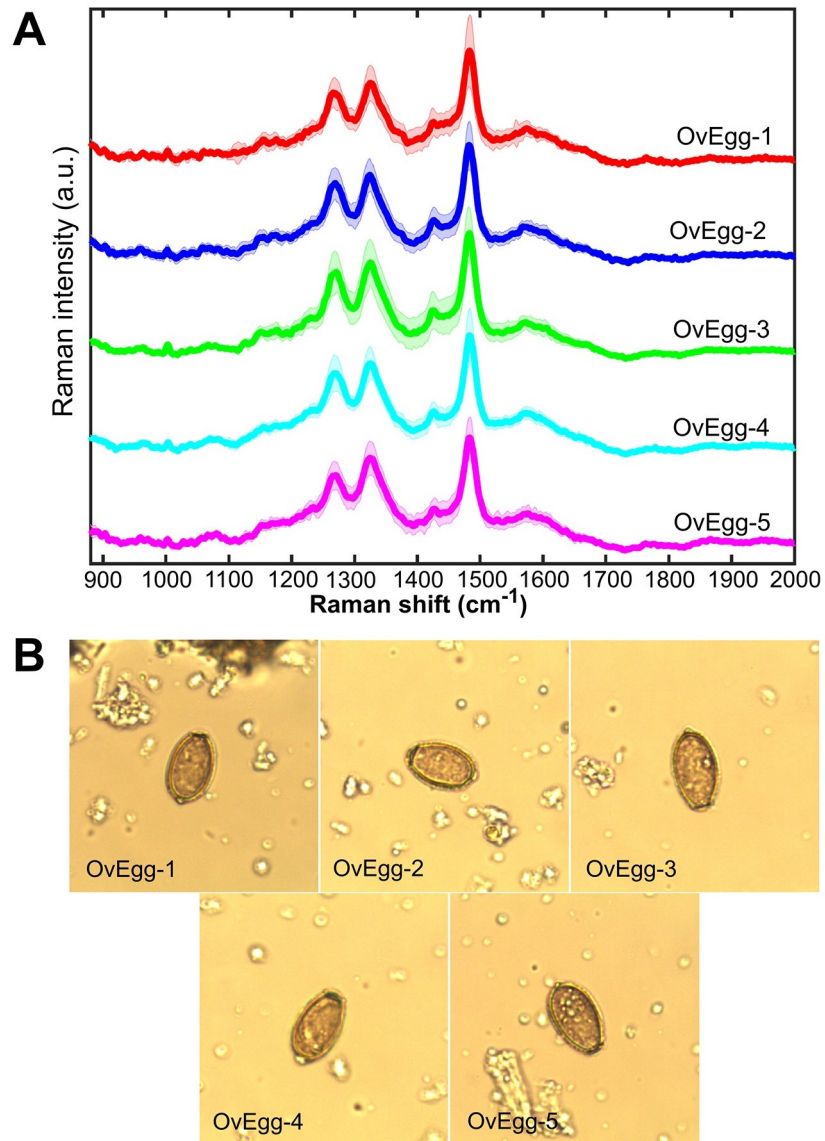 A
Raman intensity (a.u.)
OvEgg-1
OvEgg-2
OvEgg-3
OvEgg-4
OvEgg-5
900 1000 1100 1200 1300 1400 1500 1600 1700 1800 1900 2000
Raman shift (cm⁻¹)
B
OvEgg-1
OvEgg-2
OvEgg-3
OvEgg-4
OvEgg-5